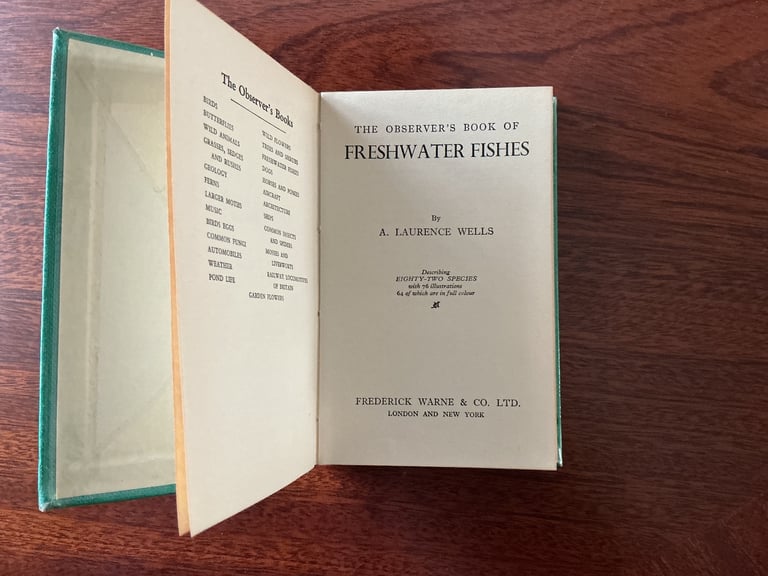 The Observer's Books
BIRDS
BUTTERFLIES
WILD ANIMALS
GRASSES, SEDGES
AND RUSHES
GEOLOGY
FERNS
LARGER MOTHS
MUSIC
BIRDS EGGS
COMMON FUNGI
AUTOMOBILES
WEATHER
POND LIFE
WILD FLOWERS
TREES AND SHRUBS
FRESHWATER FISHES
DOGS
HORSES AND PONIES
AIRCRAFT
ARCHITECTURE
SHIPS
COMMON INSECTS
AND SPIDERS
MOSSES AND
LIVERWORTS
RAILWAY LOCOMOTIVES
OF BRITAIN
GARDEN FLOWERS
THE OBSERVER'S BOOK OF
FRESHWATER FISHES
By
A. LAURENCE WELLS
Describing
EIGHTY-TWO SPECIES
with 76 illustrations
64 of which are in full colour
FREDERICK WARNE & CO. LTD.
LONDON AND NEW YORK